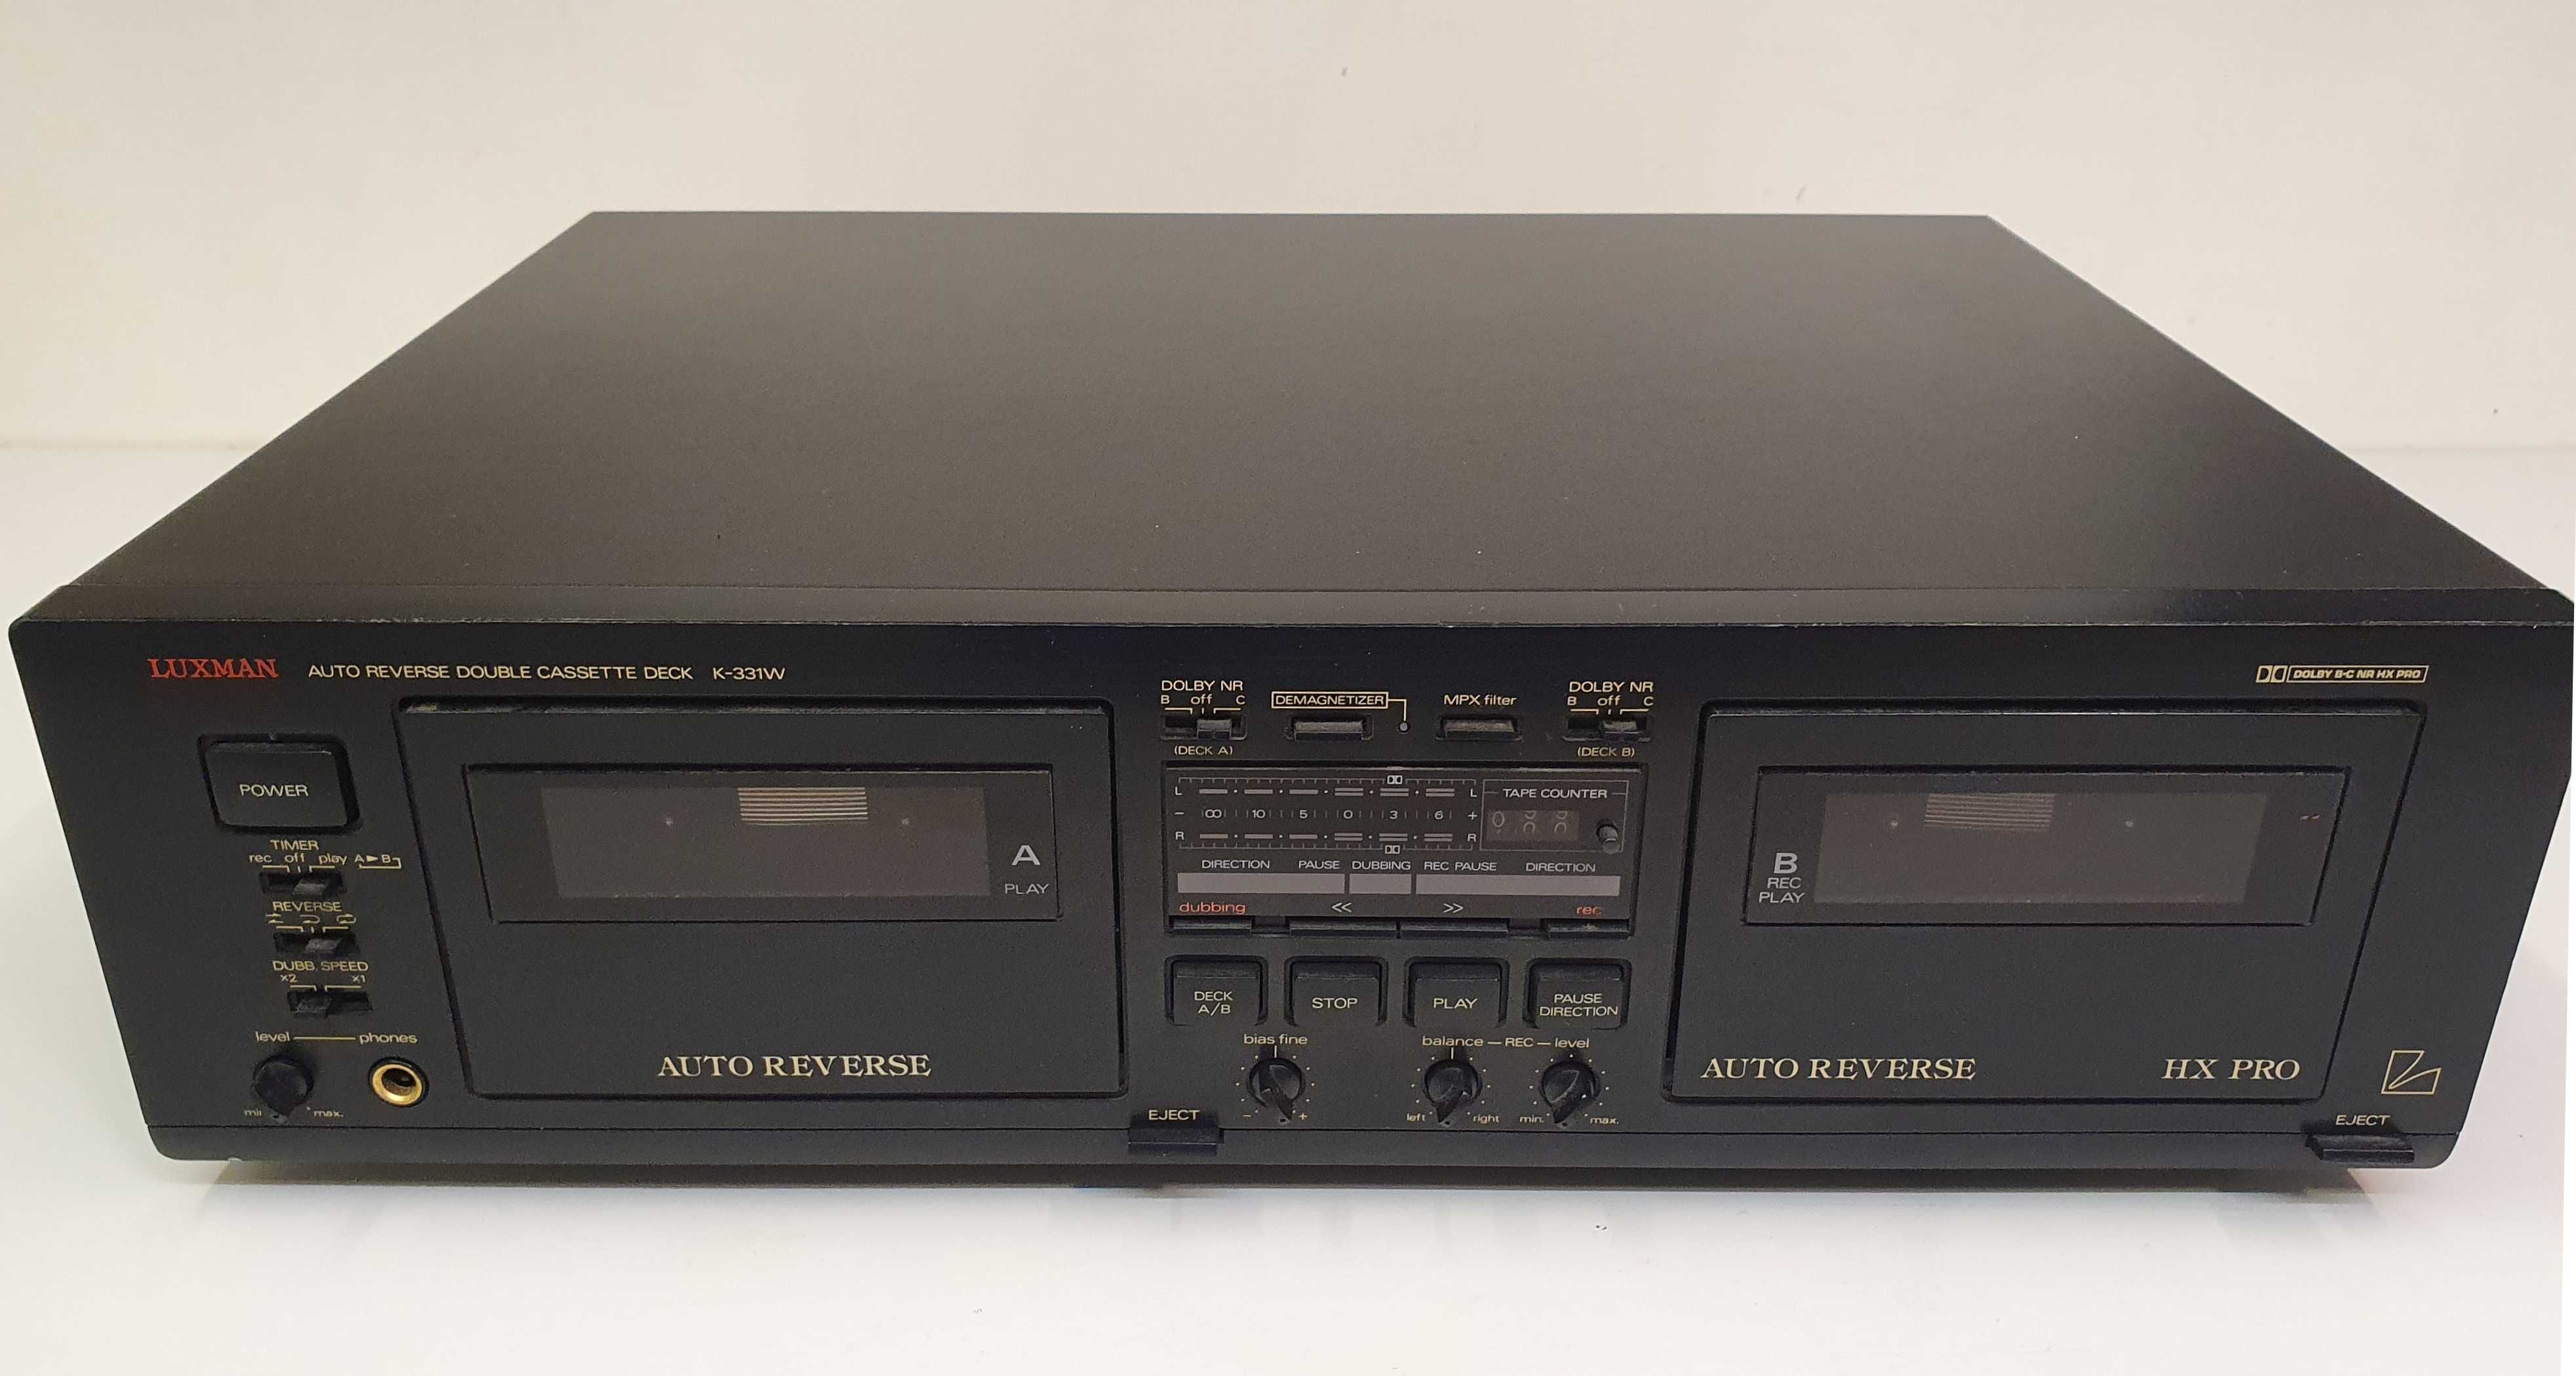 LUXMAN AUTO REVERSE DOUBLE CASSETTE DECK K-331W
DOLBY B-C NR HX PRO
POWER
TIMER
rec off play A►B
REVERSE
DUBB. SPEED
x2 x1
level phones
max.
A
PLAY
AUTO REVERSE
EJECT
DOLBY NR
B off C
(DECK A)
DEMAGNETIZER
MPX filter
DOLBY NR
B off C
(DECK B)
L L
- ∞ 10 5 0 3 6 +
R R
TAPE COUNTER
0
DIRECTION PAUSE DUBBING REC PAUSE DIRECTION
dubbing << >> rec
DECK
A/B
STOP
PLAY
PAUSE
DIRECTION
bias fine
- +
balance — REC — level
left right min. max.
B
REC
PLAY
AUTO REVERSE HX PRO
EJECT